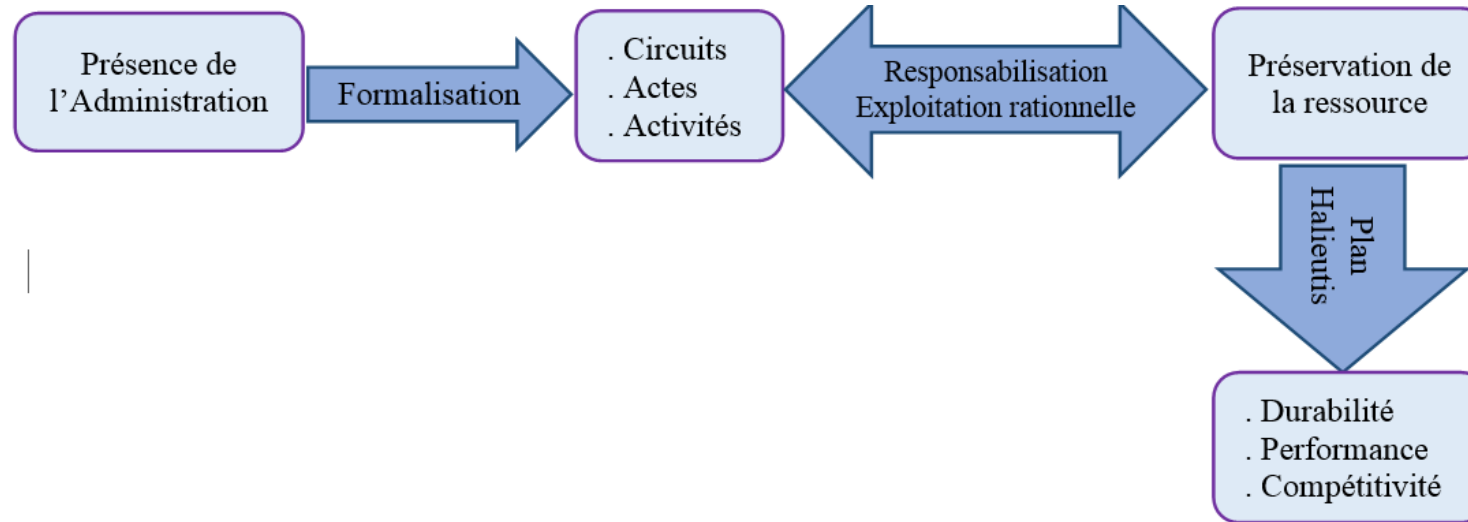 Présence de
l’Administration
Formalisation
. Circuits
. Actes
. Activités
Responsabilisation
Exploitation rationnelle
Préservation de
la ressource
Plan
Halieutis
. Durabilité
. Performance
. Compétitivité